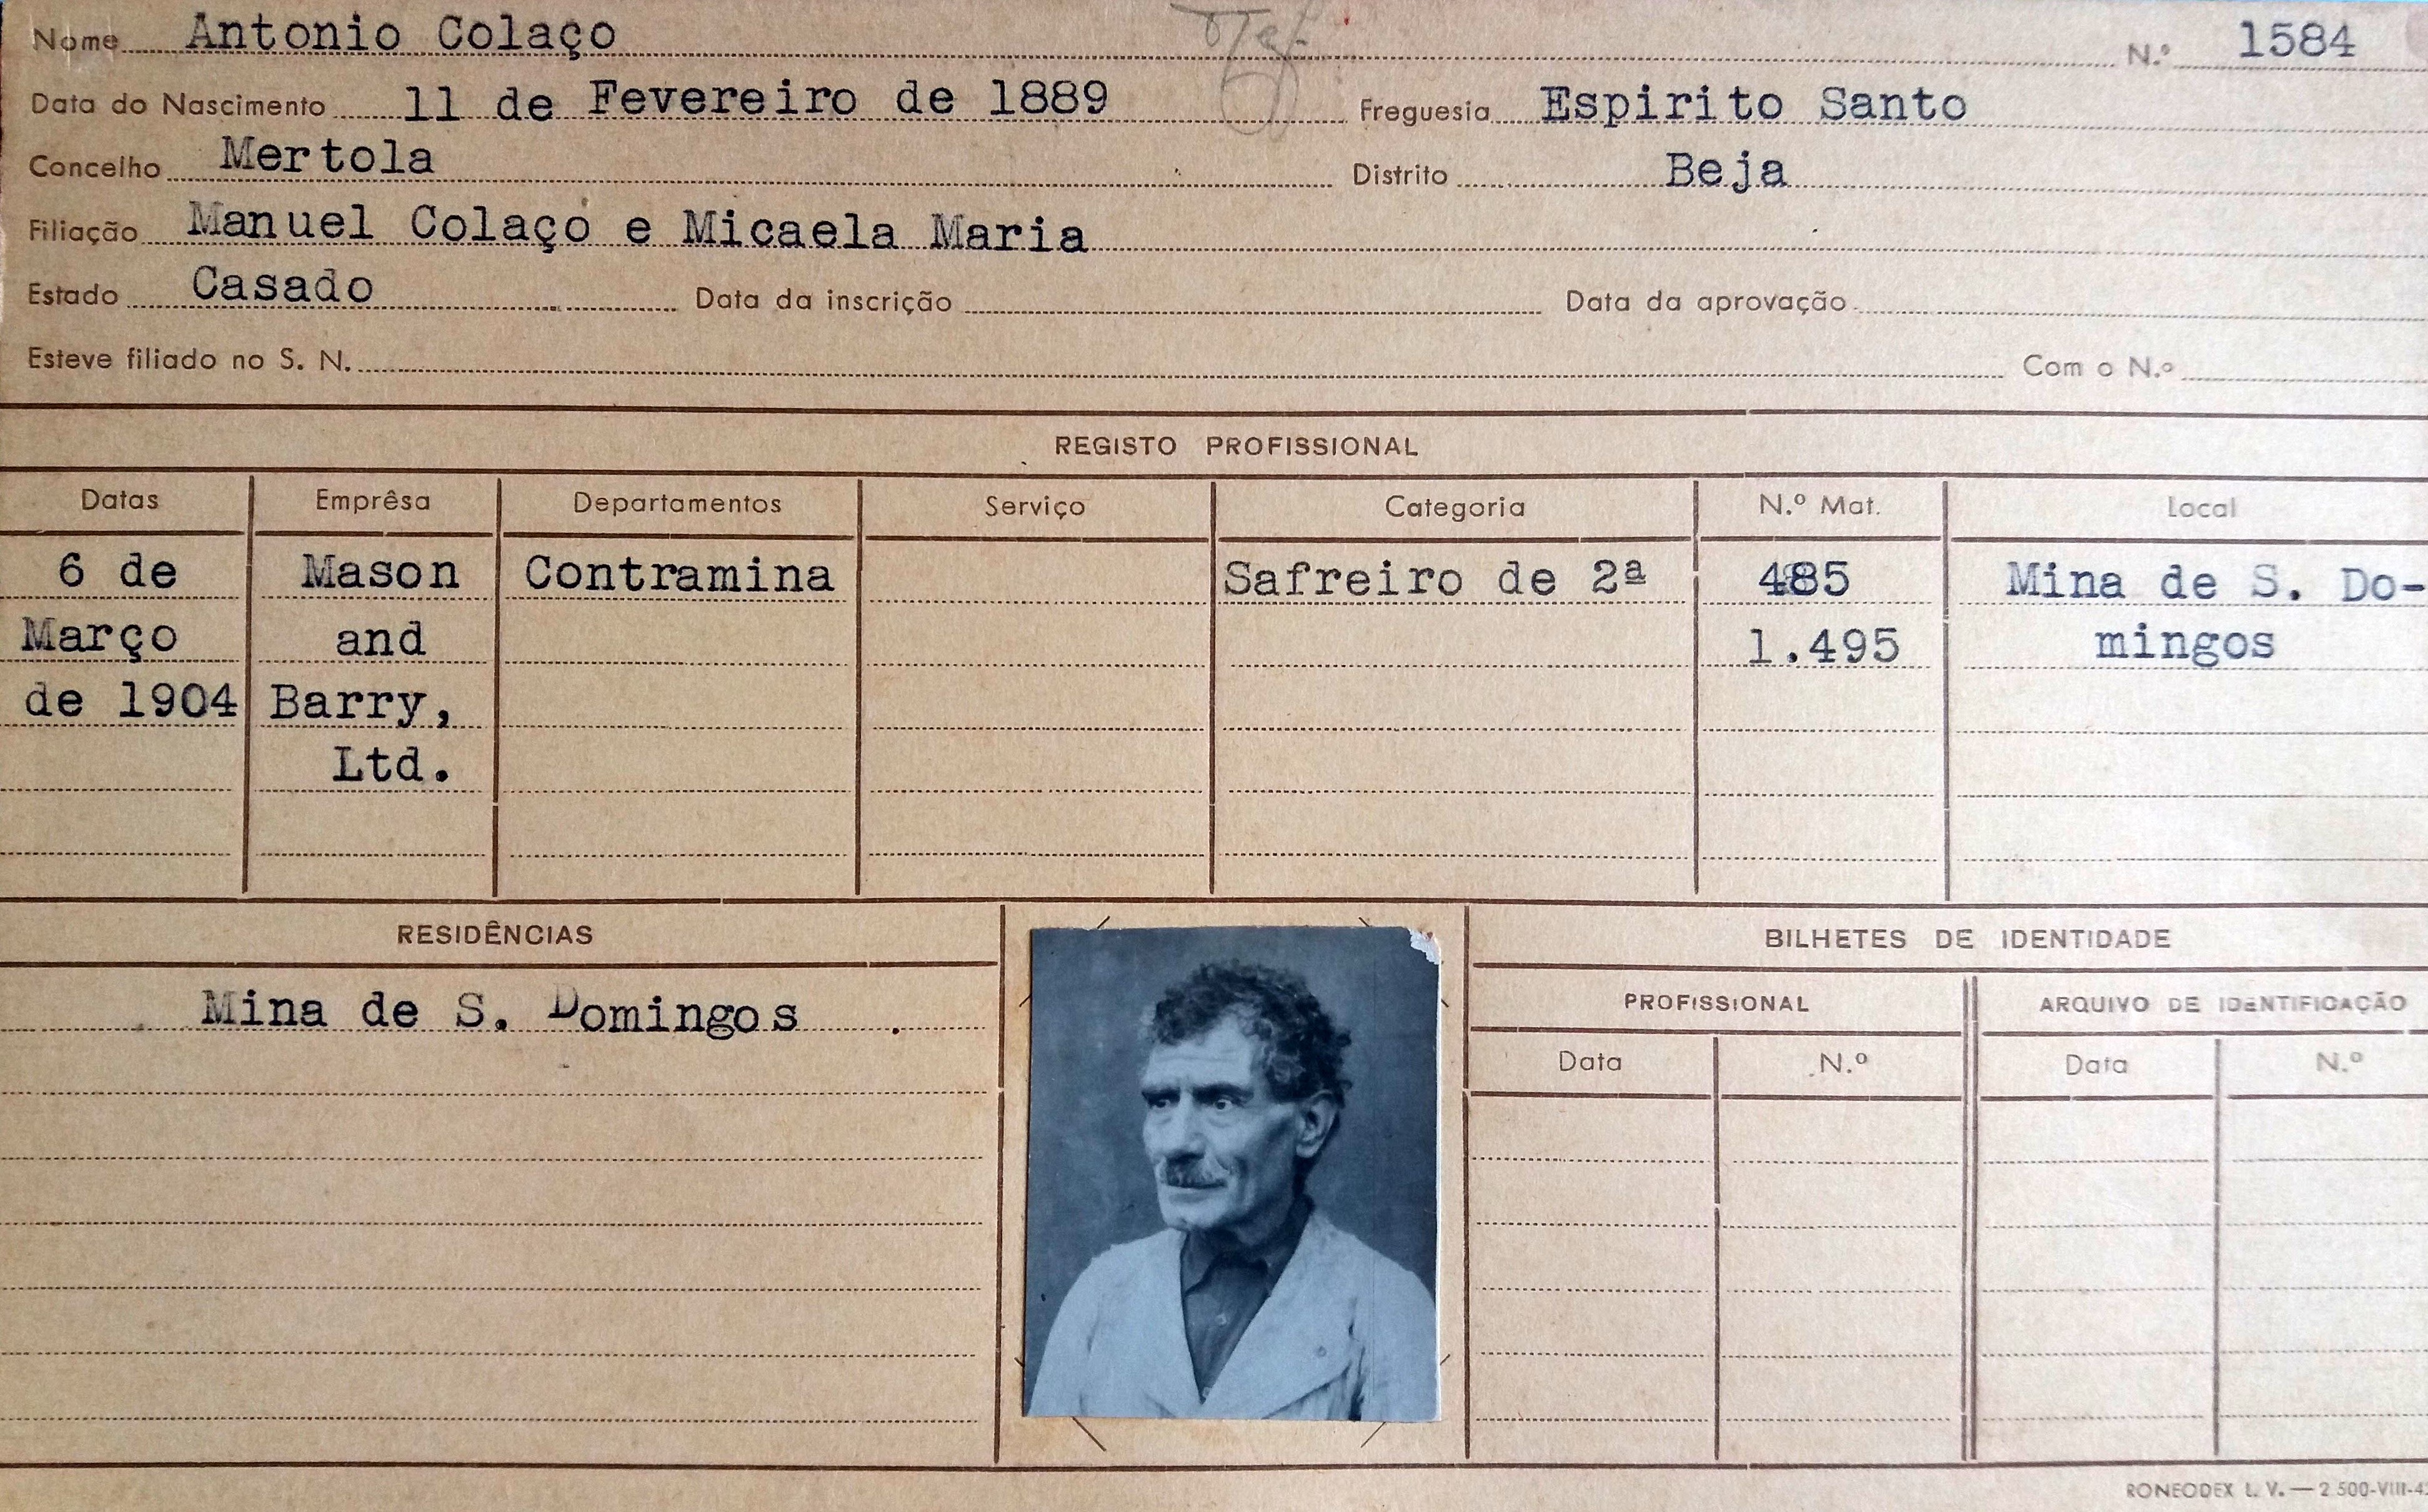 Nome Antonio Colaço N.º 1584
Data do Nascimento 11 de Fevereiro de 1889 Freguesia Espirito Santo
Concelho Mertola Distrito Beja
Filiação Manuel Colaço e Micaela Maria
Estado Casado Data da inscrição Data da aprovação
Esteve filiado no S. N. Com o N.º
REGISTO PROFISSIONAL
Datas Emprêsa Departamentos Serviço Categoria N.º Mat. Local
6 de Mason Contramina Safreiro de 2ª 485 Mina de S. Do-
Março and 1.495 mingos
de 1904 Barry,
Ltd.
RESIDÊNCIAS BILHETES DE IDENTIDADE
Mina de S. Domingos PROFISSIONAL ARQUIVO DE IDENTIFICAÇÃO
Data N.º Data N.º
RONEODEX L. V. — 2.500-VIII-4